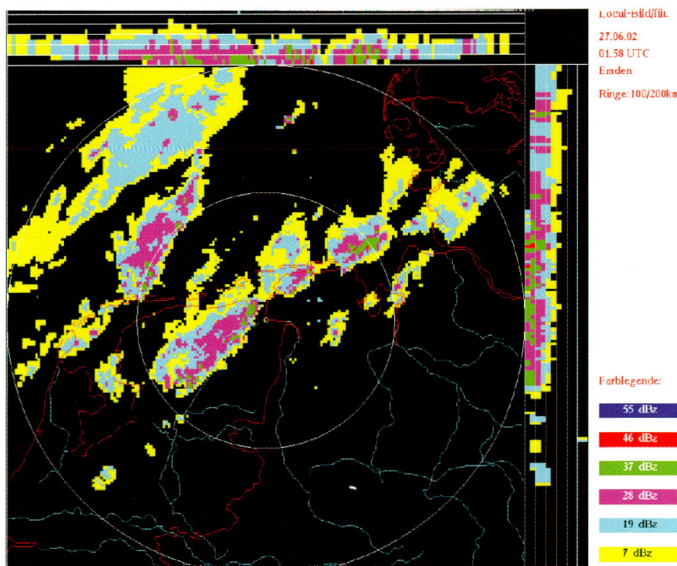 Local-Bild/filt.
27.06.02
01.58 UTC
Emden
Ringe:100/200km
Farblegende:
55 dBz
46 dBz
37 dBz
28 dBz
19 dBz
7 dBz